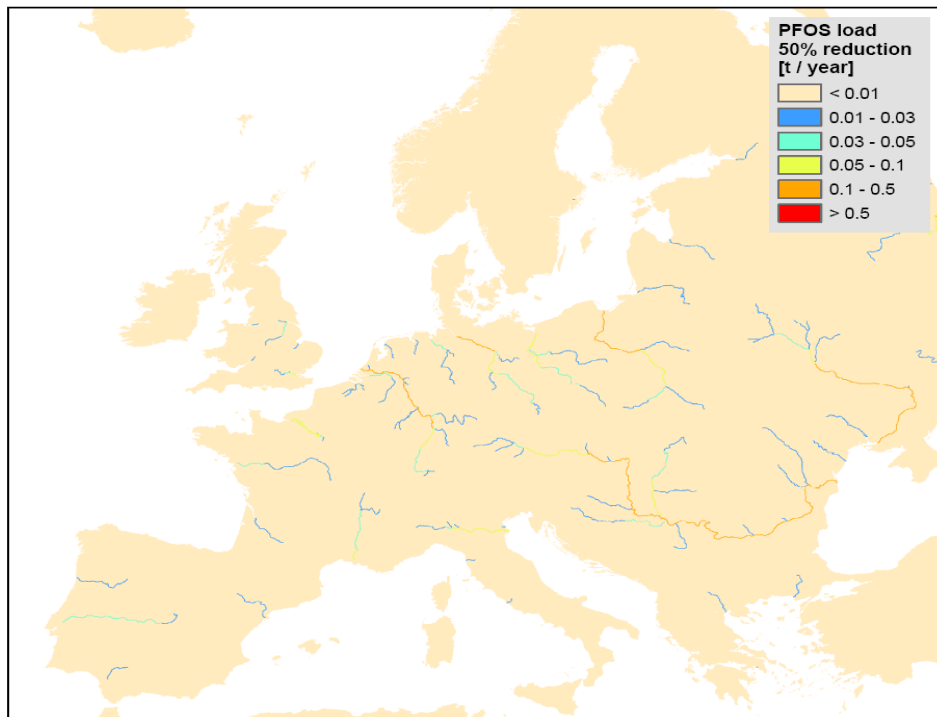 PFOS load
50% reduction
[t / year]
< 0.01
0.01 - 0.03
0.03 - 0.05
0.05 - 0.1
0.1 - 0.5
> 0.5